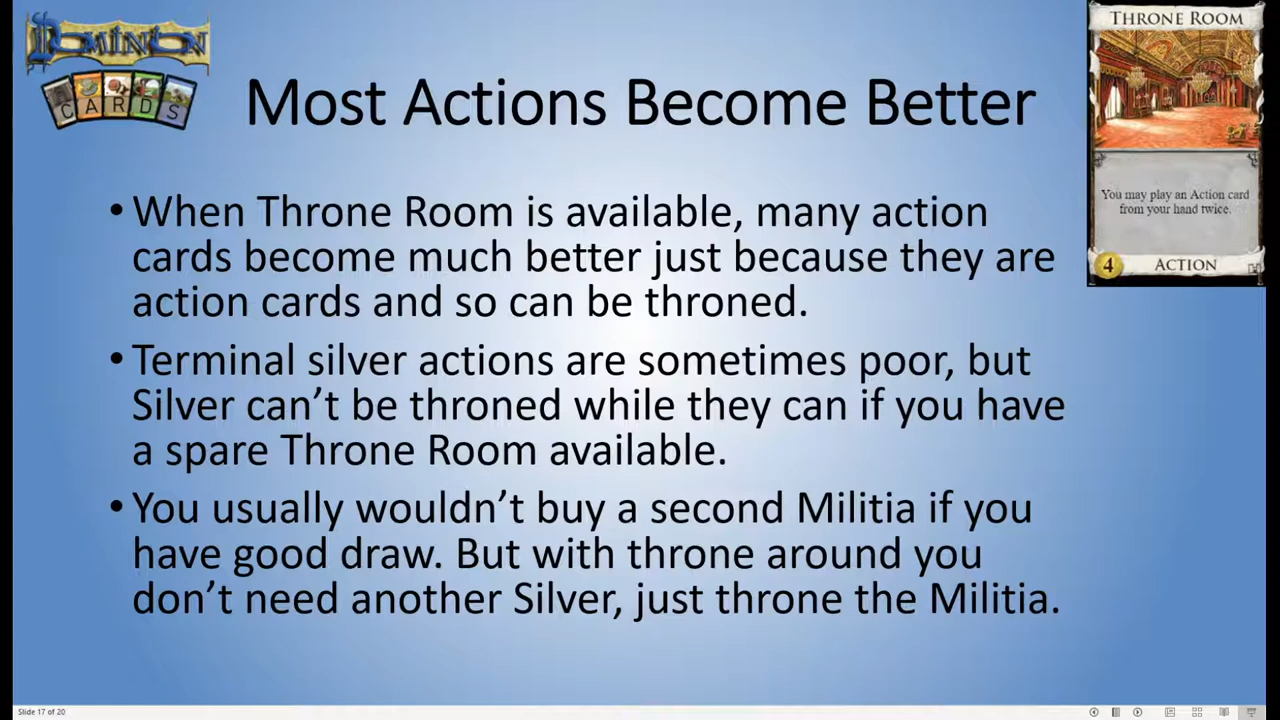 Dominion
CARDS
Most Actions Become Better
THRONE ROOM
You may play an Action card
from your hand twice.
4
ACTION
• When Throne Room is available, many action
cards become much better just because they are
action cards and so can be throned.
• Terminal silver actions are sometimes poor, but
Silver can’t be throned while they can if you have
a spare Throne Room available.
• You usually wouldn’t buy a second Militia if you
have good draw. But with throne around you
don’t need another Silver, just throne the Militia.
Slide 17 of 20